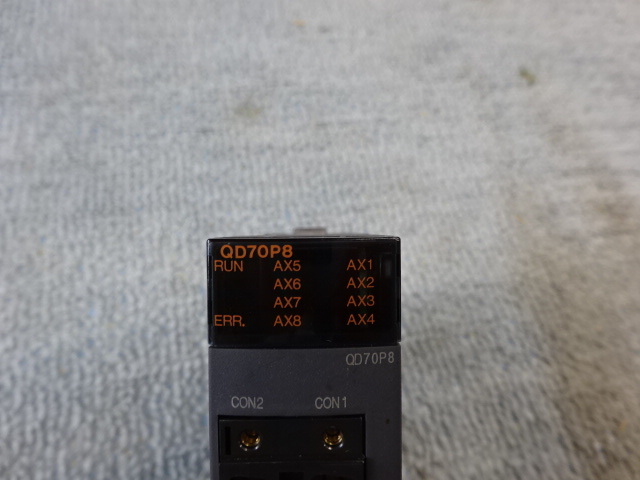 QD70P8
RUN AX5 AX1
AX6 AX2
AX7 AX3
ERR. AX8 AX4
QD70P8
CON2 CON1